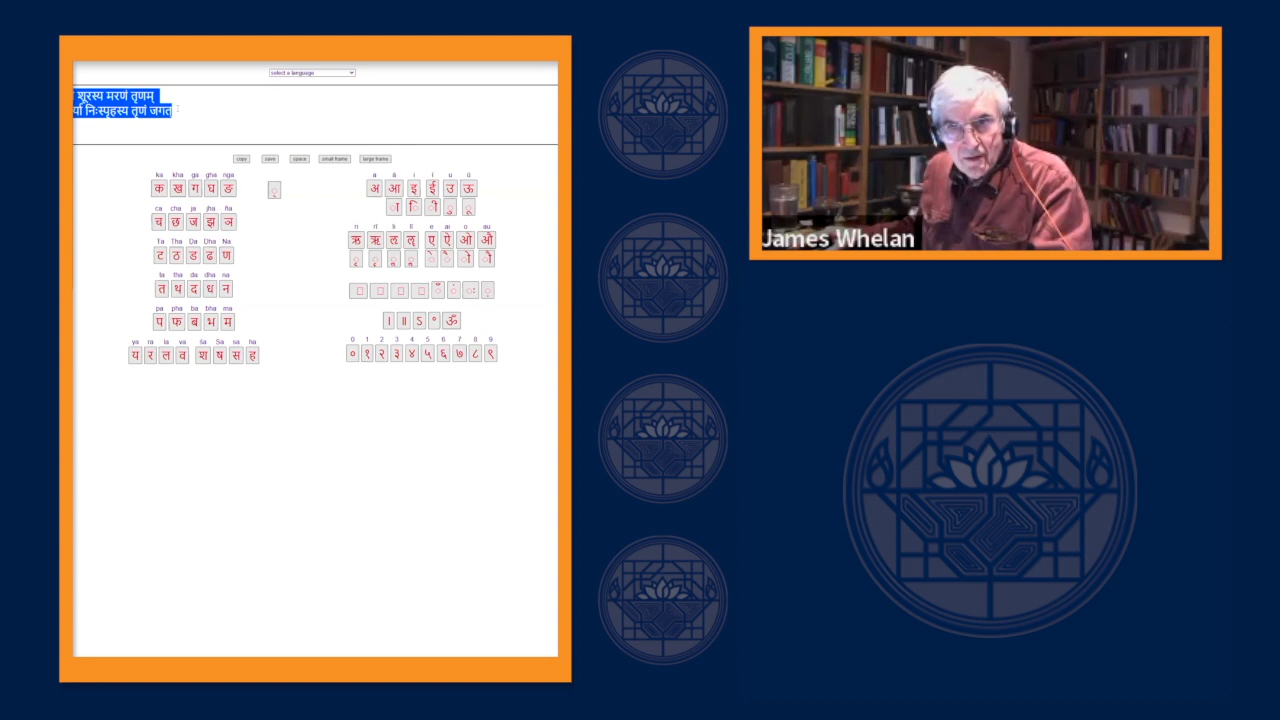 select a language
शूरस्य मरणं तृणम्
निःस्पृहस्य तृणं जगत्
copy save space small frame large frame
ka kha ga gha nga
क ख ग घ ङ
ca cha ja jha ña
च छ ज झ ञ
Ta Tha Da Dha Na
ट ठ ड ढ ण
ta tha da dha na
त थ द ध न
pa pha ba bha ma
प फ ब भ म
ya ra la va śa Sa sa ha
य र ल व श ष स ह
्
a ā i ī u ū
अ आ इ ई उ ऊ
ा ि ी ु ू
e ai o au
ऋ ॠ ऌ ॡ ए ऐ ओ औ
ृ ॄ ॢ ॣ े ै ो ौ
ँ ं ः ़
। ॥ ऽ ° ॐ
0 1 2 3 4 5 6 7 8 9
० १ २ ३ ४ ५ ६ ७ ८ ९
James Whelan